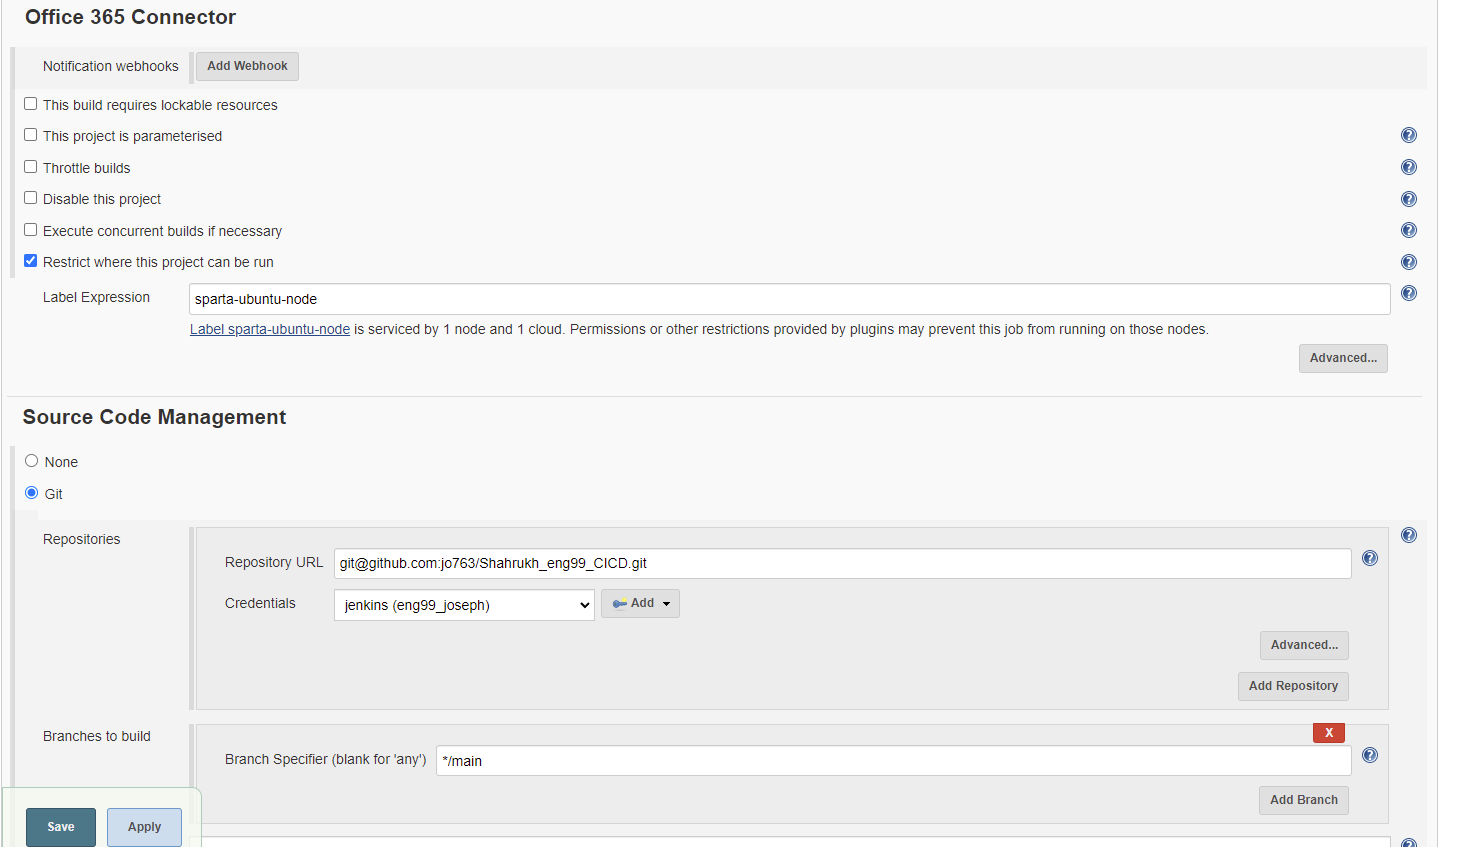 Office 365 Connector
Notification webhooks Add Webhook
This build requires lockable resources
This project is parameterised
Throttle builds
Disable this project
Execute concurrent builds if necessary
Restrict where this project can be run
Label Expression sparta-ubuntu-node
Label sparta-ubuntu-node is serviced by 1 node and 1 cloud. Permissions or other restrictions provided by plugins may prevent this job from running on those nodes.
Advanced...
Source Code Management
None
Git
Repositories
Repository URL git@github.com:jo763/Shahrukh_eng99_CICD.git
Credentials jenkins (eng99_joseph) Add
Advanced...
Add Repository
Branches to build X
Branch Specifier (blank for 'any') */main
Add Branch
Save Apply